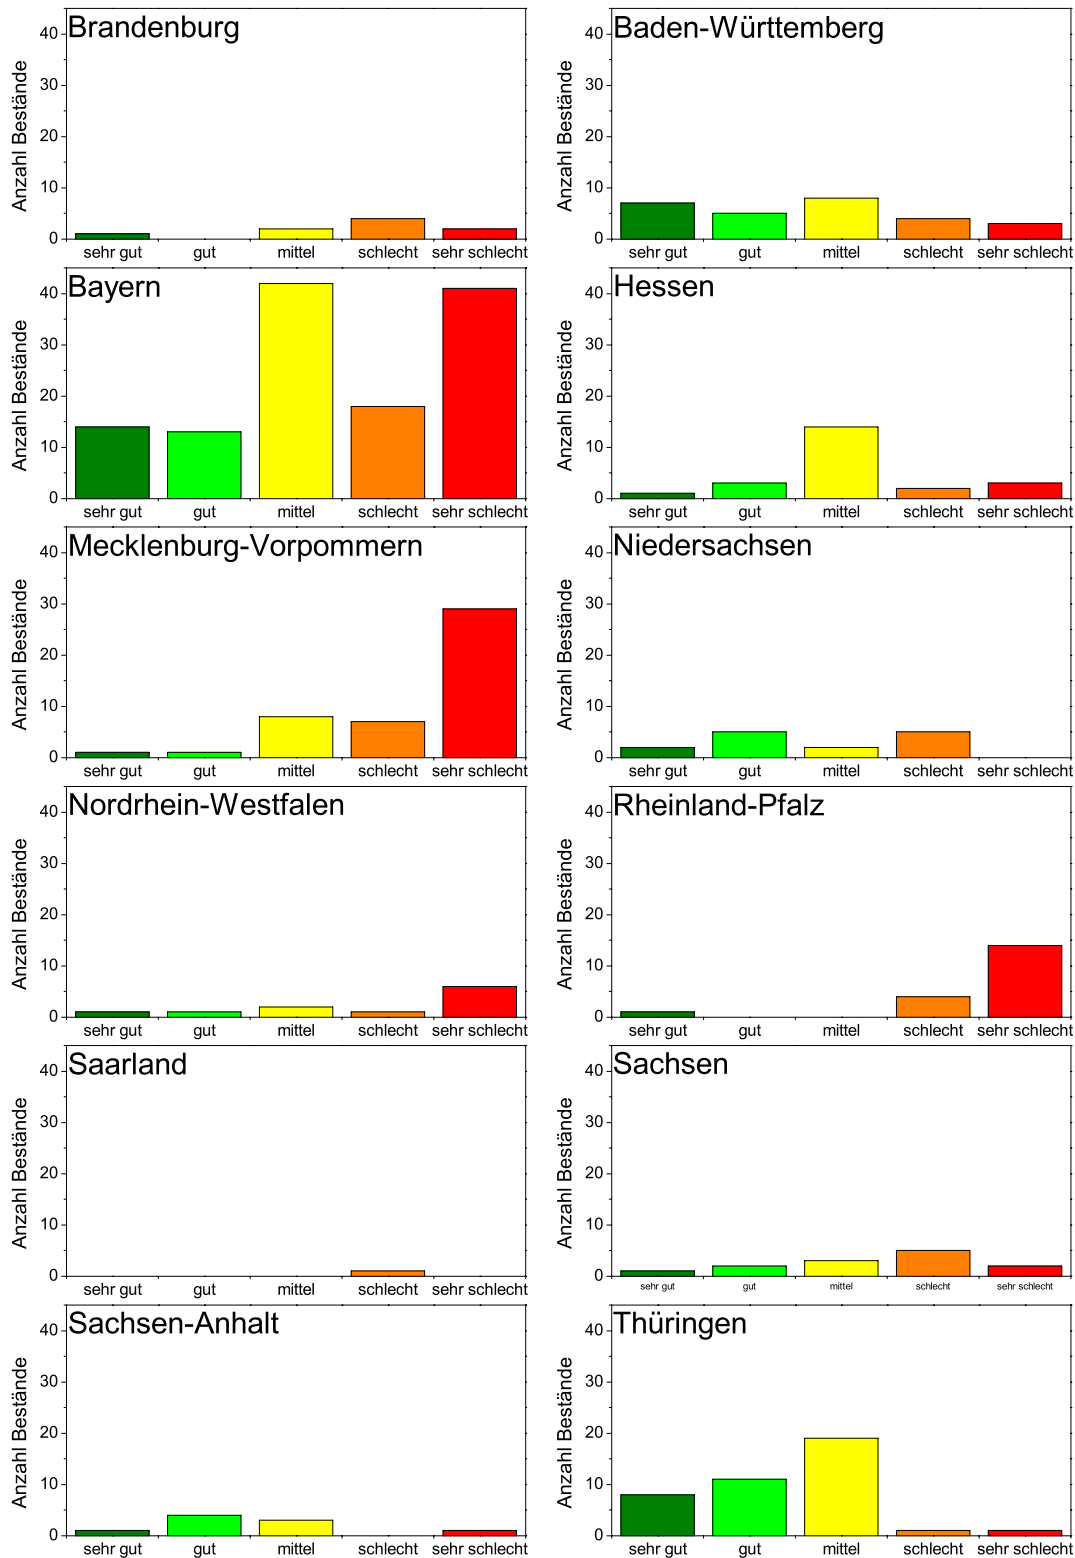 Brandenburg
Anzahl Bestände
40
30
20
10
0
sehr gut gut mittel schlecht sehr schlecht
Baden-Württemberg
Anzahl Bestände
40
30
20
10
0
sehr gut gut mittel schlecht sehr schlecht
Bayern
Anzahl Bestände
40
30
20
10
0
sehr gut gut mittel schlecht sehr schlecht
Hessen
Anzahl Bestände
40
30
20
10
0
sehr gut gut mittel schlecht sehr schlecht
Mecklenburg-Vorpommern
Anzahl Bestände
40
30
20
10
0
sehr gut gut mittel schlecht sehr schlecht
Niedersachsen
Anzahl Bestände
40
30
20
10
0
sehr gut gut mittel schlecht sehr schlecht
Nordrhein-Westfalen
Anzahl Bestände
40
30
20
10
0
sehr gut gut mittel schlecht sehr schlecht
Rheinland-Pfalz
Anzahl Bestände
40
30
20
10
0
sehr gut gut mittel schlecht sehr schlecht
Saarland
Anzahl Bestände
40
30
20
10
0
sehr gut gut mittel schlecht sehr schlecht
Sachsen
Anzahl Bestände
40
30
20
10
0
sehr gut gut mittel schlecht sehr schlecht
Sachsen-Anhalt
Anzahl Bestände
40
30
20
10
0
sehr gut gut mittel schlecht sehr schlecht
Thüringen
Anzahl Bestände
40
30
20
10
0
sehr gut gut mittel schlecht sehr schlecht